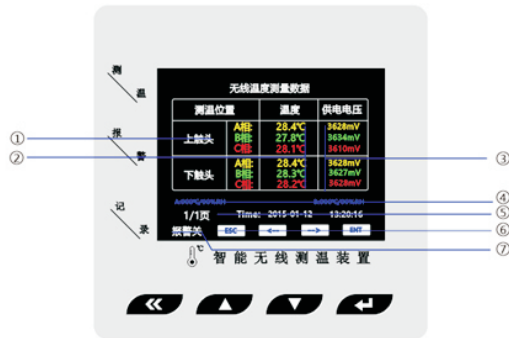 测
温
无线温度测量数据
测温位置 温度 供电电压
报
警
① 上触头 A相: 28.4℃ 3628mV
B相: 27.8℃ 3634mV
② C相: 28.1℃ 3610mV ③
下触头 A相: 28.4℃ 3628mV
B相: 28.3℃ 3627mV
C相: 28.2℃ 3628mV
④
记
录
1/1页 Time: 2015-01-12 13:20:16 ⑤
报警关 ESC <-- --> ENT ⑥
⑦
℃
智能无线测温装置